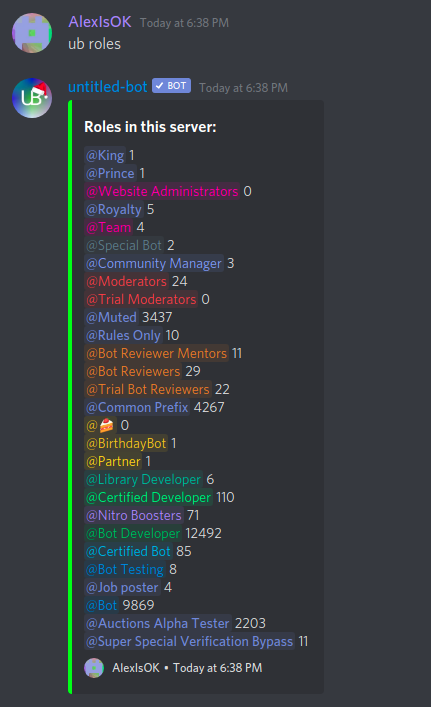 AlexIsOK Today at 6:38 PM
ub roles
UB
untitled-bot ✔ BOT Today at 6:38 PM
Roles in this server:
@King 1
@Prince 1
@Website Administrators 0
@Royalty 5
@Team 4
@Special Bot 2
@Community Manager 3
@Moderators 24
@Trial Moderators 0
@Muted 3437
@Rules Only 10
@Bot Reviewer Mentors 11
@Bot Reviewers 29
@Trial Bot Reviewers 22
@Common Prefix 4267
@🍰 0
@BirthdayBot 1
@Partner 1
@Library Developer 6
@Certified Developer 110
@Nitro Boosters 71
@Bot Developer 12492
@Certified Bot 85
@Bot Testing 8
@Job poster 4
@Bot 9869
@Auctions Alpha Tester 2203
@Super Special Verification Bypass 11
AlexIsOK • Today at 6:38 PM